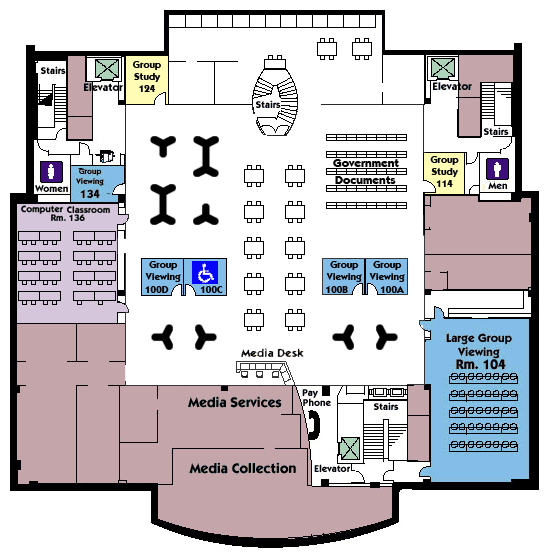 Stairs
Elevator
Group
Study
124
Stairs
Elevator
Stairs
Government
Documents
Group
Study
114
Men
Women
Group
Viewing
134
Computer Classroom
Rm. 136
Group
Viewing
100D
100C
Group
Viewing
100B
Group
Viewing
100A
Large Group
Viewing
Rm. 104
Media Desk
Media Services
Pay
Phone
Stairs
Media Collection
Elevator